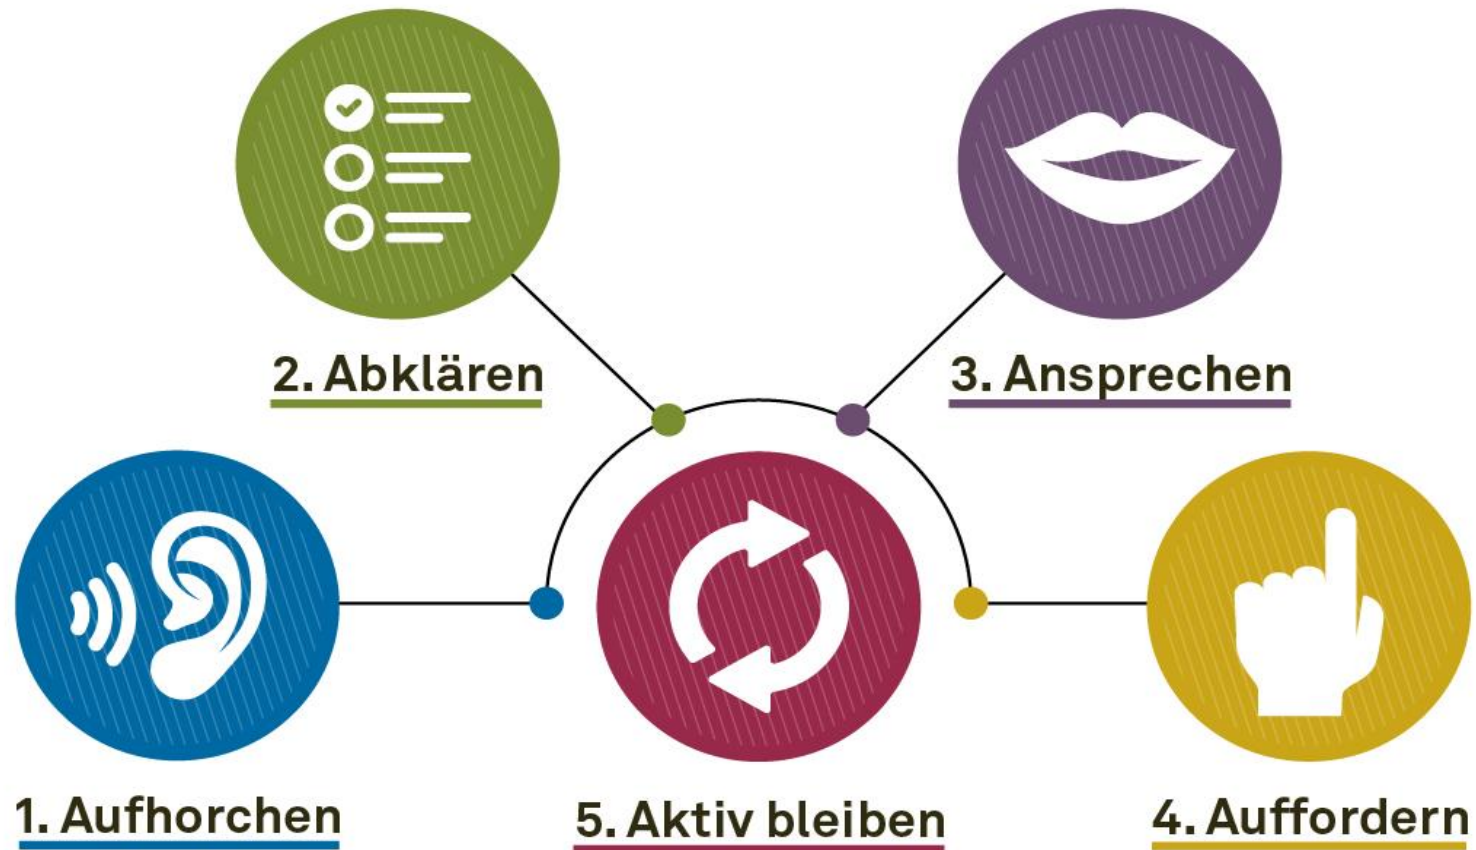 2. Abklären
3. Ansprechen
1. Aufhorchen
5. Aktiv bleiben
4. Auffordern